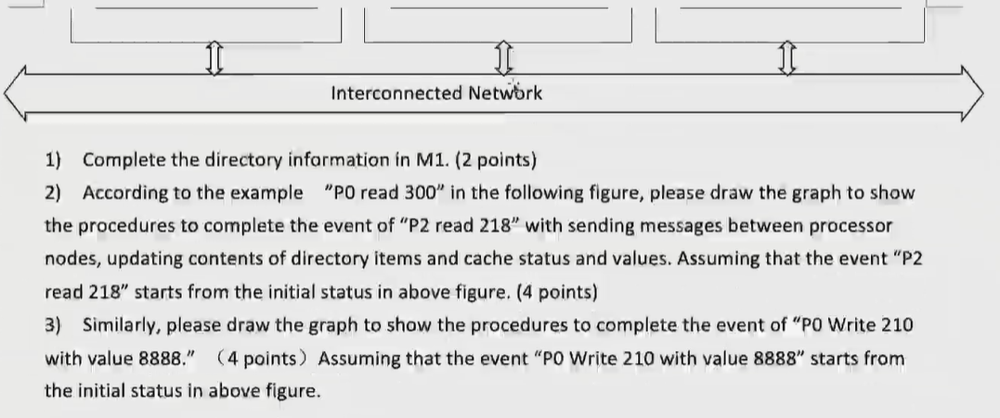 Interconnected Network
1) Complete the directory information in M1. (2 points)
2) According to the example "P0 read 300" in the following figure, please draw the graph to show
the procedures to complete the event of "P2 read 218" with sending messages between processor
nodes, updating contents of directory items and cache status and values. Assuming that the event "P2
read 218" starts from the initial status in above figure. (4 points)
3) Similarly, please draw the graph to show the procedures to complete the event of "P0 Write 210
with value 8888." （4 points）Assuming that the event "P0 Write 210 with value 8888" starts from
the initial status in above figure.